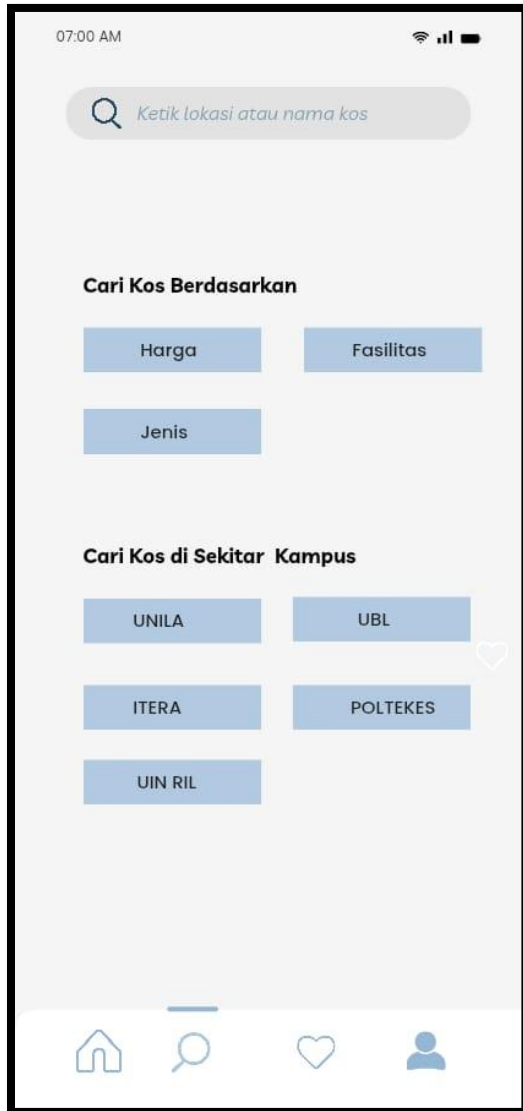 07:00 AM
Ketik lokasi atau nama kos
Cari Kos Berdasarkan
Harga
Fasilitas
Jenis
Cari Kos di Sekitar Kampus
UNILA
UBL
ITERA
POLTEKES
UIN RIL